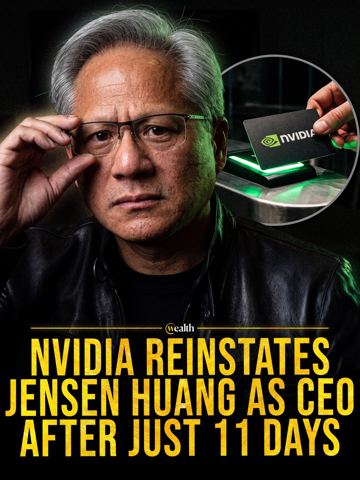 NVIDIA
wealth
NVIDIA REINSTATES
JENSEN HUANG AS CEO
AFTER JUST 11 DAYS